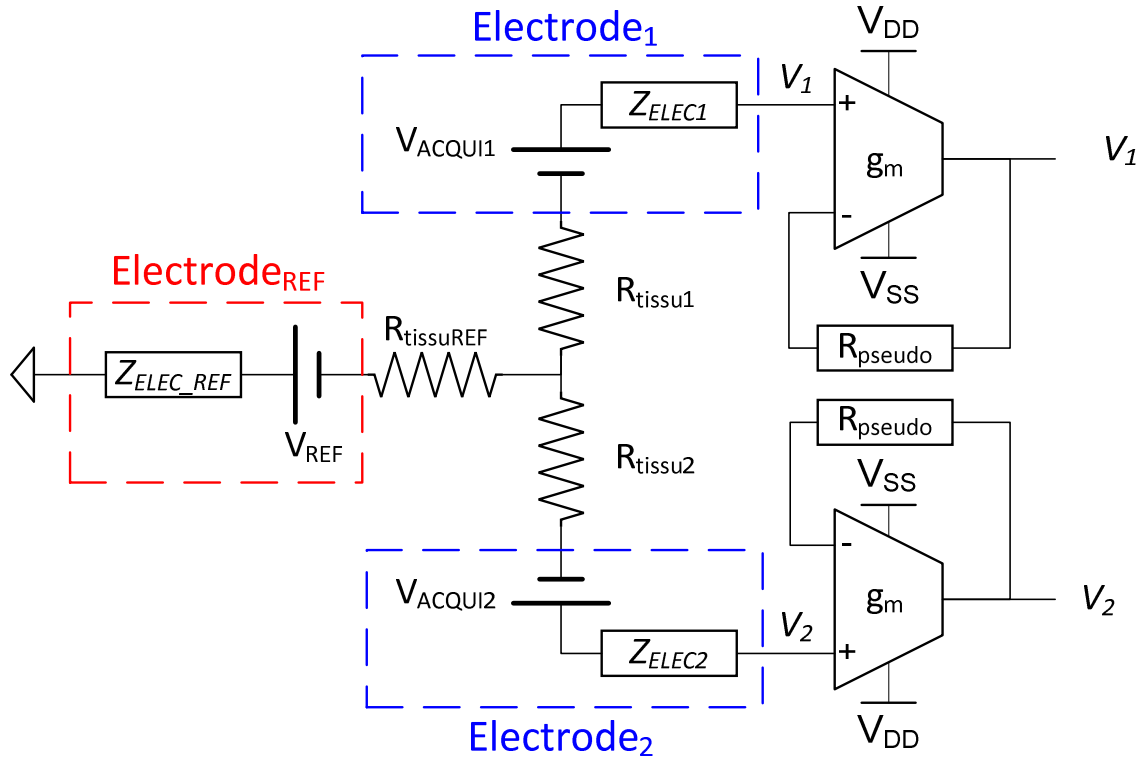 Electrode1
VDD
V1
ZELEC1
+
VACQUI1
gm
V1
-
VSS
Rtissu1
ElectrodeREF
RtissuREF
Rpseudo
ZELEC_REF
VREF
Rpseudo
Rtissu2
VSS
-
VACQUI2
gm
V2
V2
ZELEC2
+
VDD
Electrode2